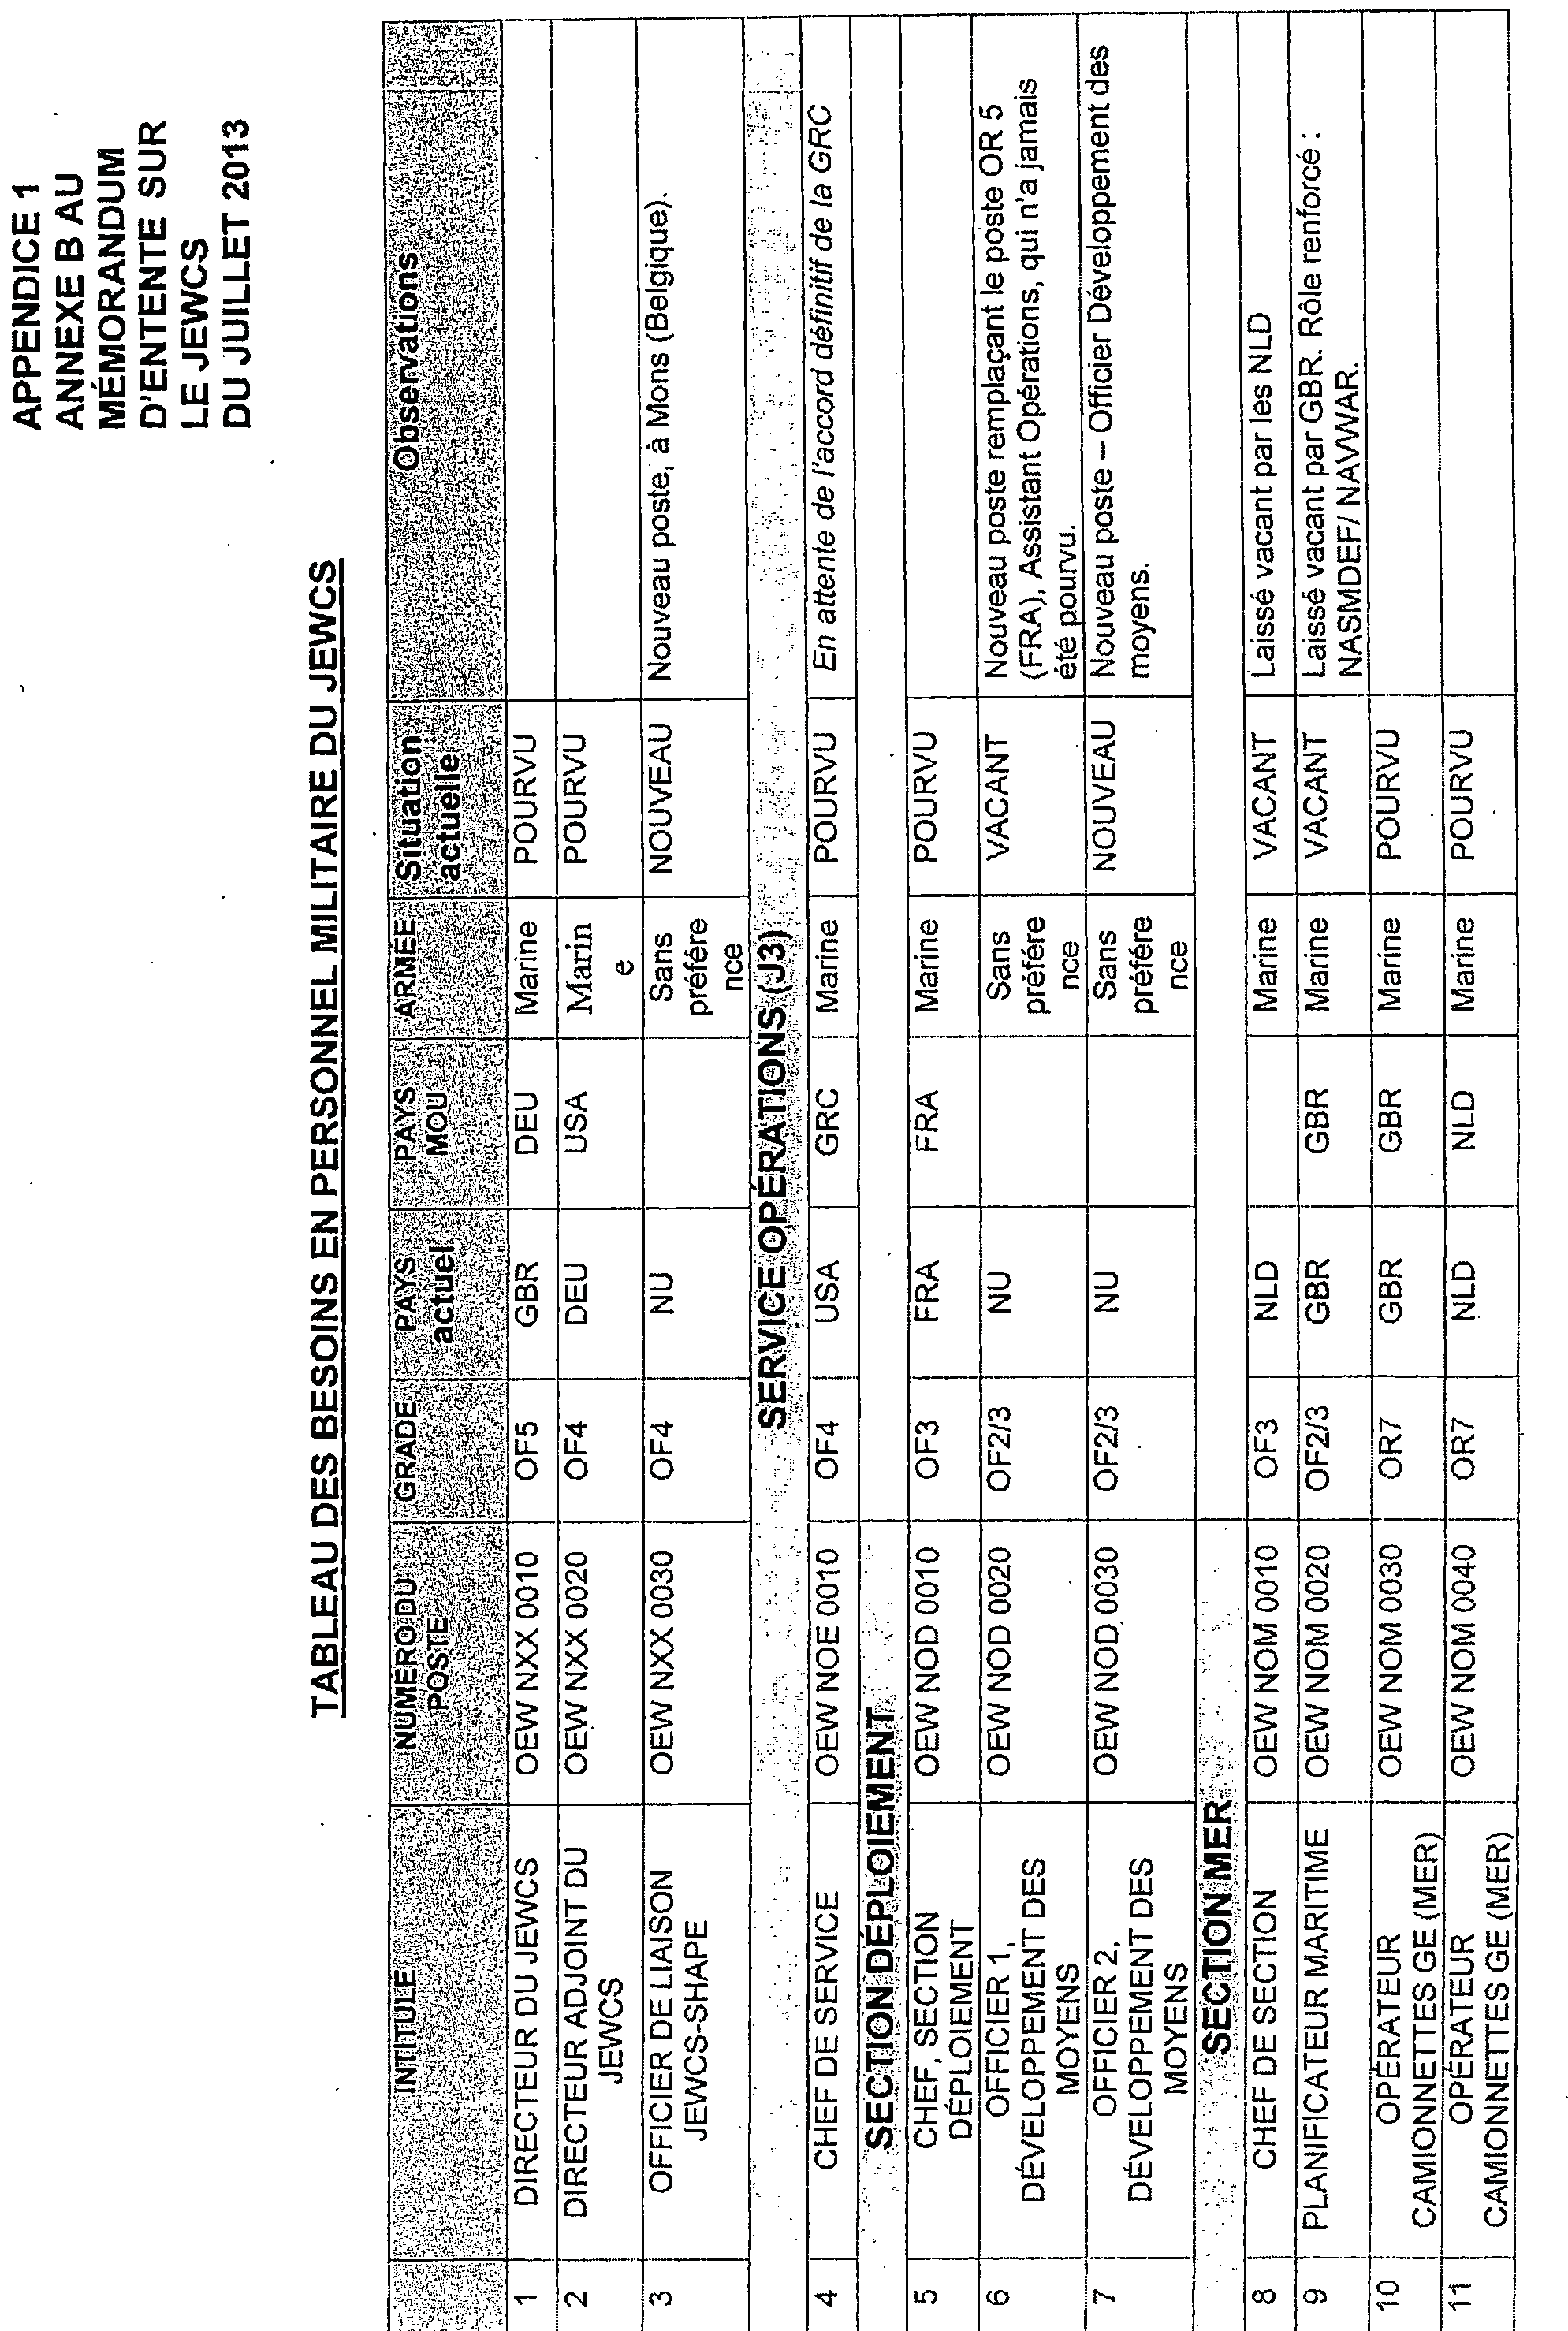 APPENDICE 1
ANNEXE B AU
MÉMORANDUM
D'ENTENTE SUR
LE JEWCS
DU JUILLET 2013
TABLEAU DES BESOINS EN PERSONNEL MILITAIRE DU JEWCS
INTITULE NUMERO DU POSTE GRADE PAYS actuel PAYS MOU ARMÉE Situation actuelle Observations
1 DIRECTEUR DU JEWCS OEW NXX 0010 OF5 GBR DEU Marine POURVU
2 DIRECTEUR ADJOINT DU JEWCS OEW NXX 0020 OF4 DEU USA Marin e POURVU
3 OFFICIER DE LIAISON JEWCS-SHAPE OEW NXX 0030 OF4 NU Sans préfére nce NOUVEAU Nouveau poste, à Mons (Belgique).
SERVICE OPÉRATIONS (J3)
4 CHEF DE SERVICE OEW NOE 0010 OF4 USA GRC Marine POURVU En attente de l'accord définitif de la GRC
SECTION DÉPLOIEMENT
5 CHEF, SECTION DÉPLOIEMENT OEW NOD 0010 OF3 FRA FRA Marine POURVU
6 OFFICIER 1, DÉVELOPPEMENT DES MOYENS OEW NOD 0020 OF2/3 NU Sans préfére nce VACANT Nouveau poste remplaçant le poste OR 5
(FRA), Assistant Opérations, qui n'a jamais
été pourvu.
7 OFFICIER 2, DÉVELOPPEMENT DES MOYENS OEW NOD 0030 OF2/3 NU Sans préfére nce NOUVEAU Nouveau poste – Officier Développement des
moyens.
SECTION MER
8 CHEF DE SECTION OEW NOM 0010 OF3 NLD Marine VACANT Laissé vacant par les NLD
9 PLANIFICATEUR MARITIME OEW NOM 0020 OF2/3 GBR GBR Marine VACANT Laissé vacant par GBR. Rôle renforcé :
NASMDEF/ NAVWAR.
10 OPÉRATEUR CAMIONNETTES GE (MER) OEW NOM 0030 OR7 GBR GBR Marine POURVU
11 OPÉRATEUR CAMIONNETTES GE (MER) OEW NOM 0040 OR7 NLD NLD Marine POURVU